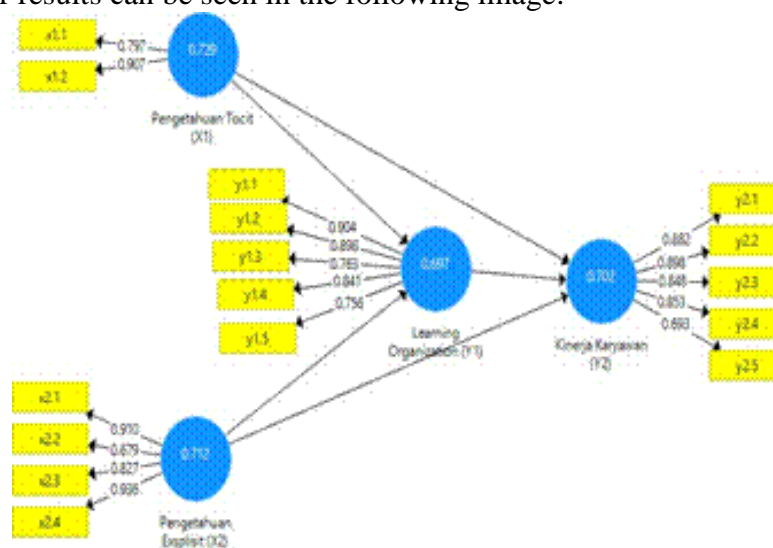 r results can be seen in the following image.
x1.1
x1.2
0.797
0.907
0.729
Pengetahuan Tocit
(X1)
y1.1
y1.2
y1.3
y1.4
y1.5
0.904
0.896
0.763
0.841
0.756
0.697
Learning
Organization (Y1)
0.702
Kinerja Karyawan
(Y2)
0.882
0.898
0.848
0.853
0.693
y2.1
y2.2
y2.3
y2.4
y2.5
x2.1
x2.2
x2.3
x2.4
0.910
0.679
0.827
0.936
0.712
Pengetahuan
Explisit (X2)